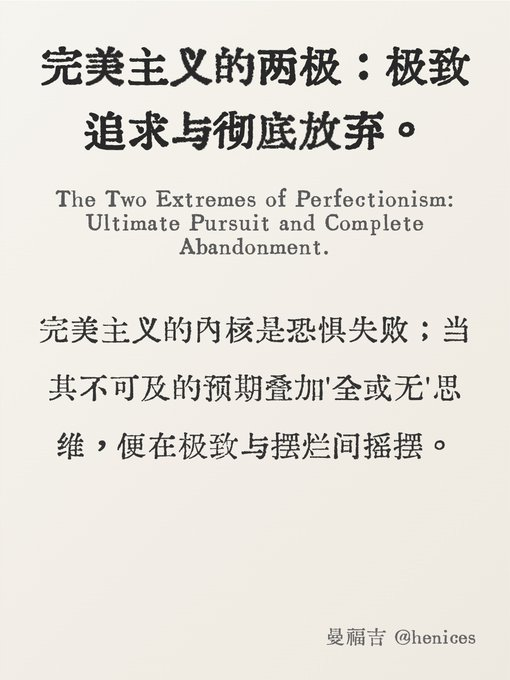 完美主义的两极：极致
追求与彻底放弃。
The Two Extremes of Perfectionism:
Ultimate Pursuit and Complete
Abandonment.
完美主义的内核是恐惧失败；当
其不可及的预期叠加'全或无'思
维，便在极致与摆烂间摇摆。
曼福吉 @henices